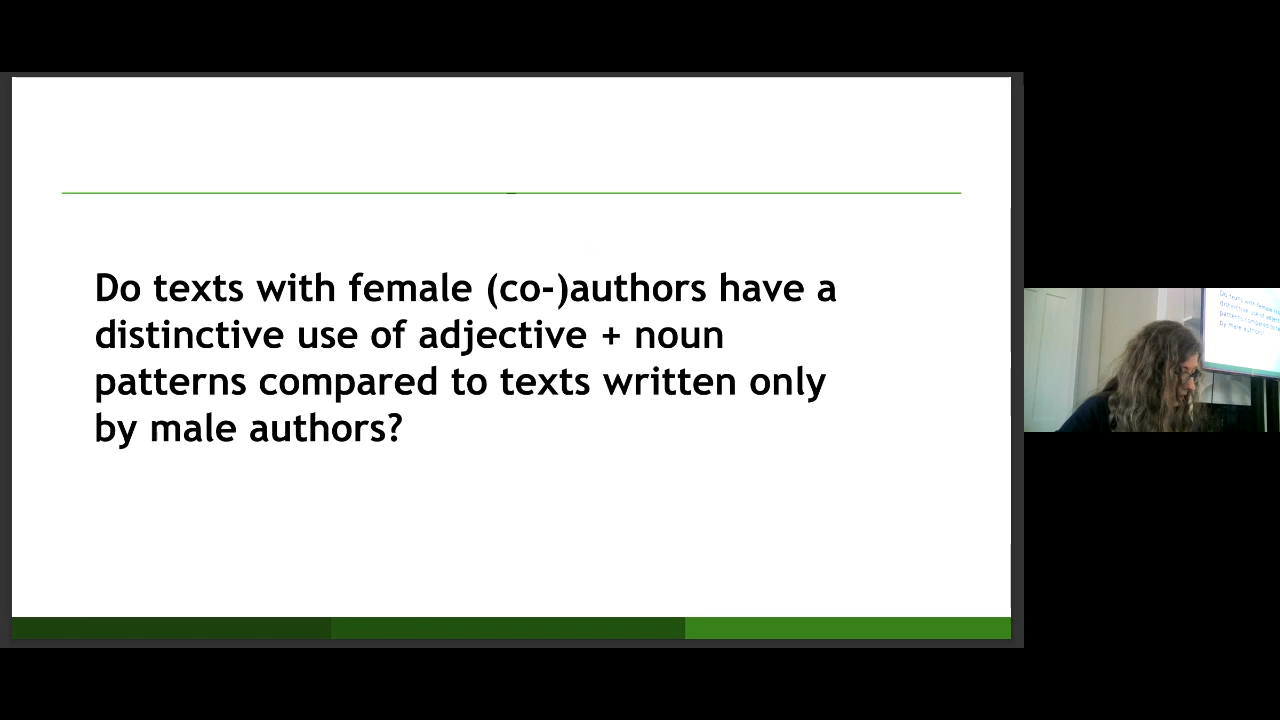 Do texts with female (co-)authors have a
distinctive use of adjective + noun
patterns compared to texts written only
by male authors?